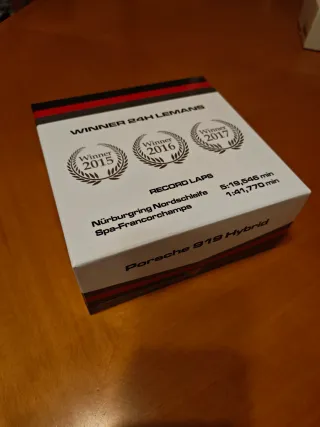 WINNER 24H LEMANS
Winner 2015
Winner 2016
Winner 2017
RECORD LAPS
Nürburgring Nordschleife 5:19,545 min
Spa-Francorchamps 1:41,770 min
Porsche 919 Hybrid